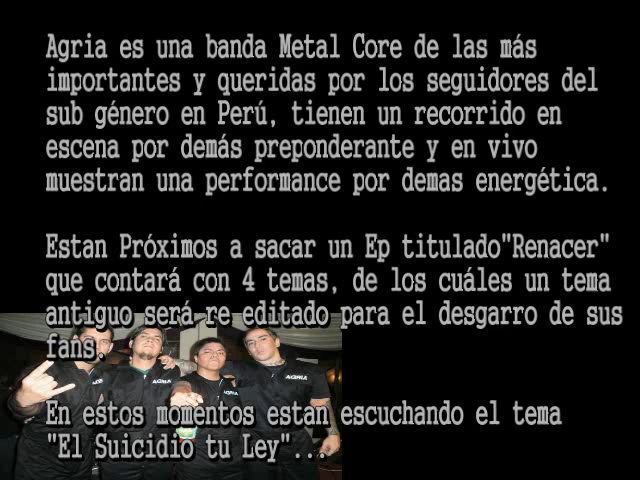 Agria es una banda Metal Core de las más
importantes y queridas por los seguidores del
sub género en Perú, tienen un recorrido en
escena por demás preponderante y en vivo
muestran una performance por demas energética.
Estan Próximos a sacar un Ep titulado"Renacer"
que contará con 4 temas, de los cuáles un tema
antiguo será re editado para el desgarro de sus
fans.
AGRIA
AGRIA
AGRIA
En estos momentos estan escuchando el tema
"El Suicidio tu Ley"...